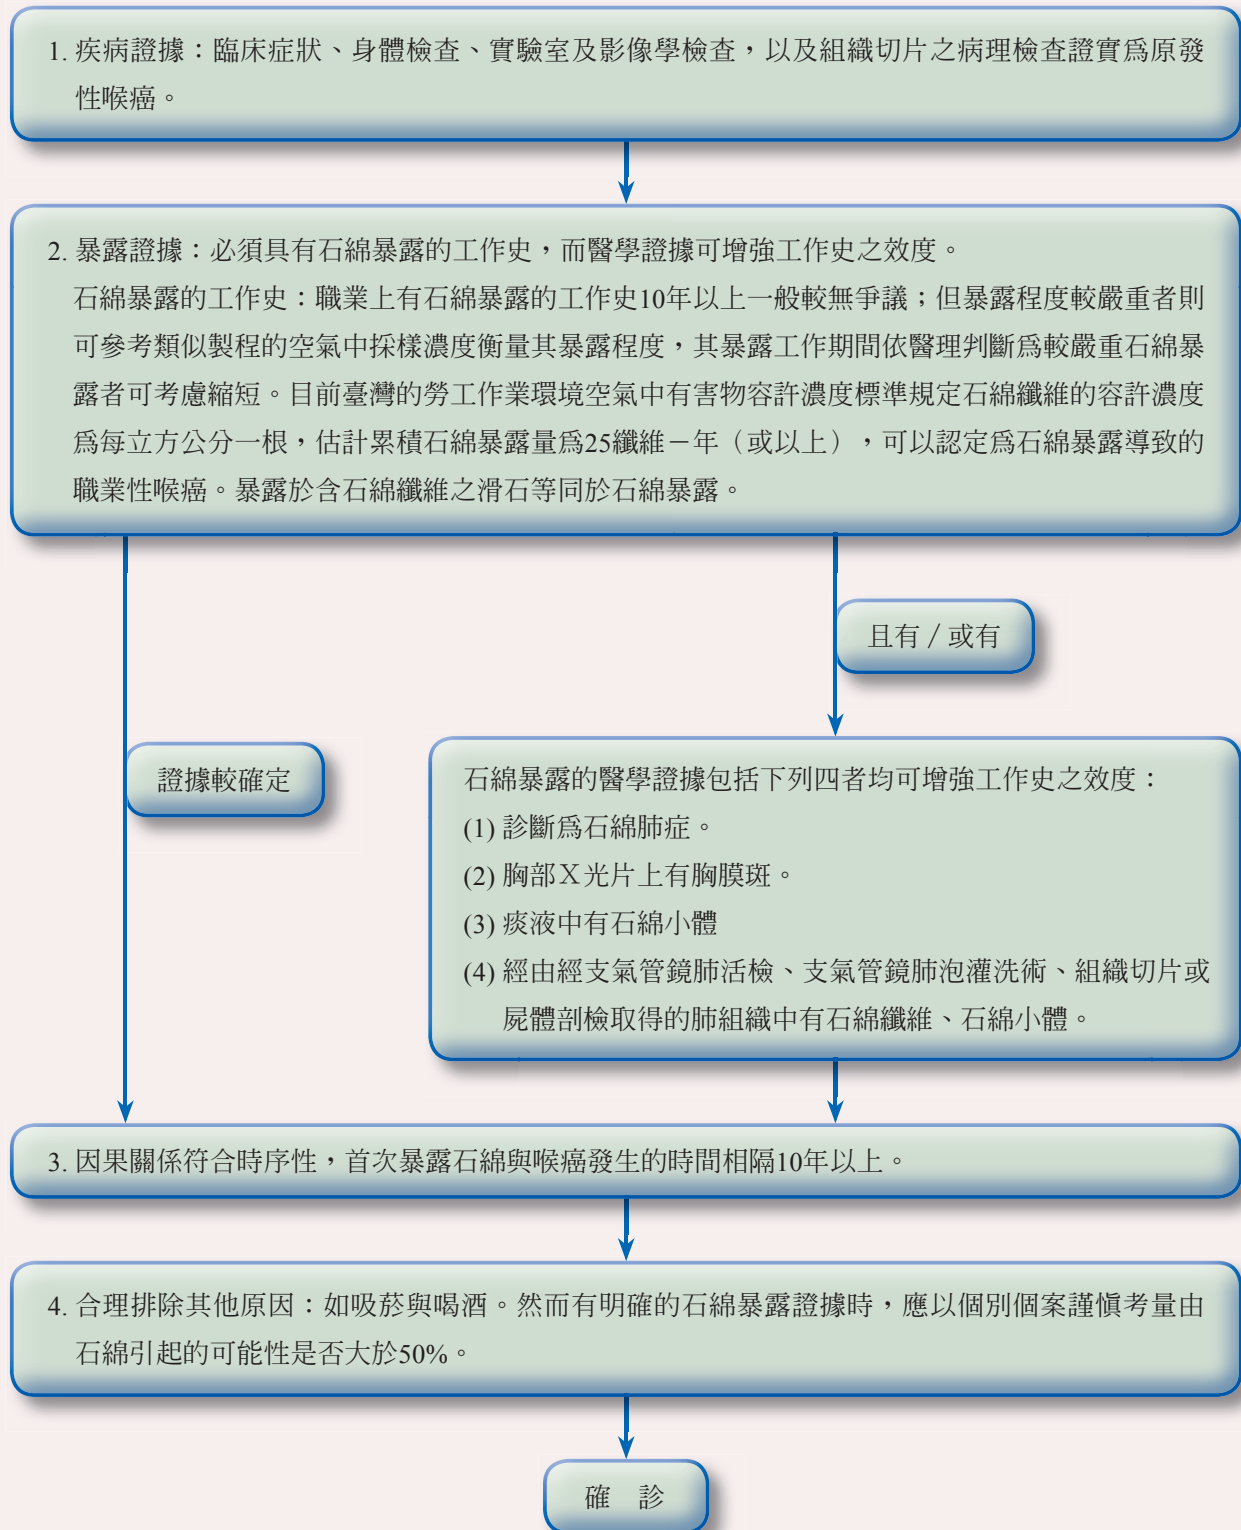 1. 疾病證據：臨床症狀、身體檢查、實驗室及影像學檢查，以及組織切片之病理檢查證實爲原發
性喉癌。
2. 暴露證據：必須具有石綿暴露的工作史，而醫學證據可增強工作史之效度。
石綿暴露的工作史：職業上有石綿暴露的工作史10年以上一般較無爭議；但暴露程度較嚴重者則
可參考類似製程的空氣中採樣濃度衡量其暴露程度，其暴露工作期間依醫理判斷爲較嚴重石綿暴
露者可考慮縮短。目前臺灣的勞工作業環境空氣中有害物容許濃度標準規定石綿纖維的容許濃度
爲每立方公分一根，估計累積石綿暴露量爲25纖維－年（或以上），可以認定爲石綿暴露導致的
職業性喉癌。暴露於含石綿纖維之滑石等同於石綿暴露。
且有／或有
證據較確定
石綿暴露的醫學證據包括下列四者均可增強工作史之效度：
(1) 診斷爲石綿肺症。
(2) 胸部Ｘ光片上有胸膜斑。
(3) 痰液中有石綿小體
(4) 經由經支氣管鏡肺活檢、支氣管鏡肺泡灌洗術、組織切片或
屍體剖檢取得的肺組織中有石綿纖維、石綿小體。
3. 因果關係符合時序性，首次暴露石綿與喉癌發生的時間相隔10年以上。
4. 合理排除其他原因：如吸菸與喝酒。然而有明確的石綿暴露證據時，應以個別個案謹慎考量由
石綿引起的可能性是否大於50%。
確　診